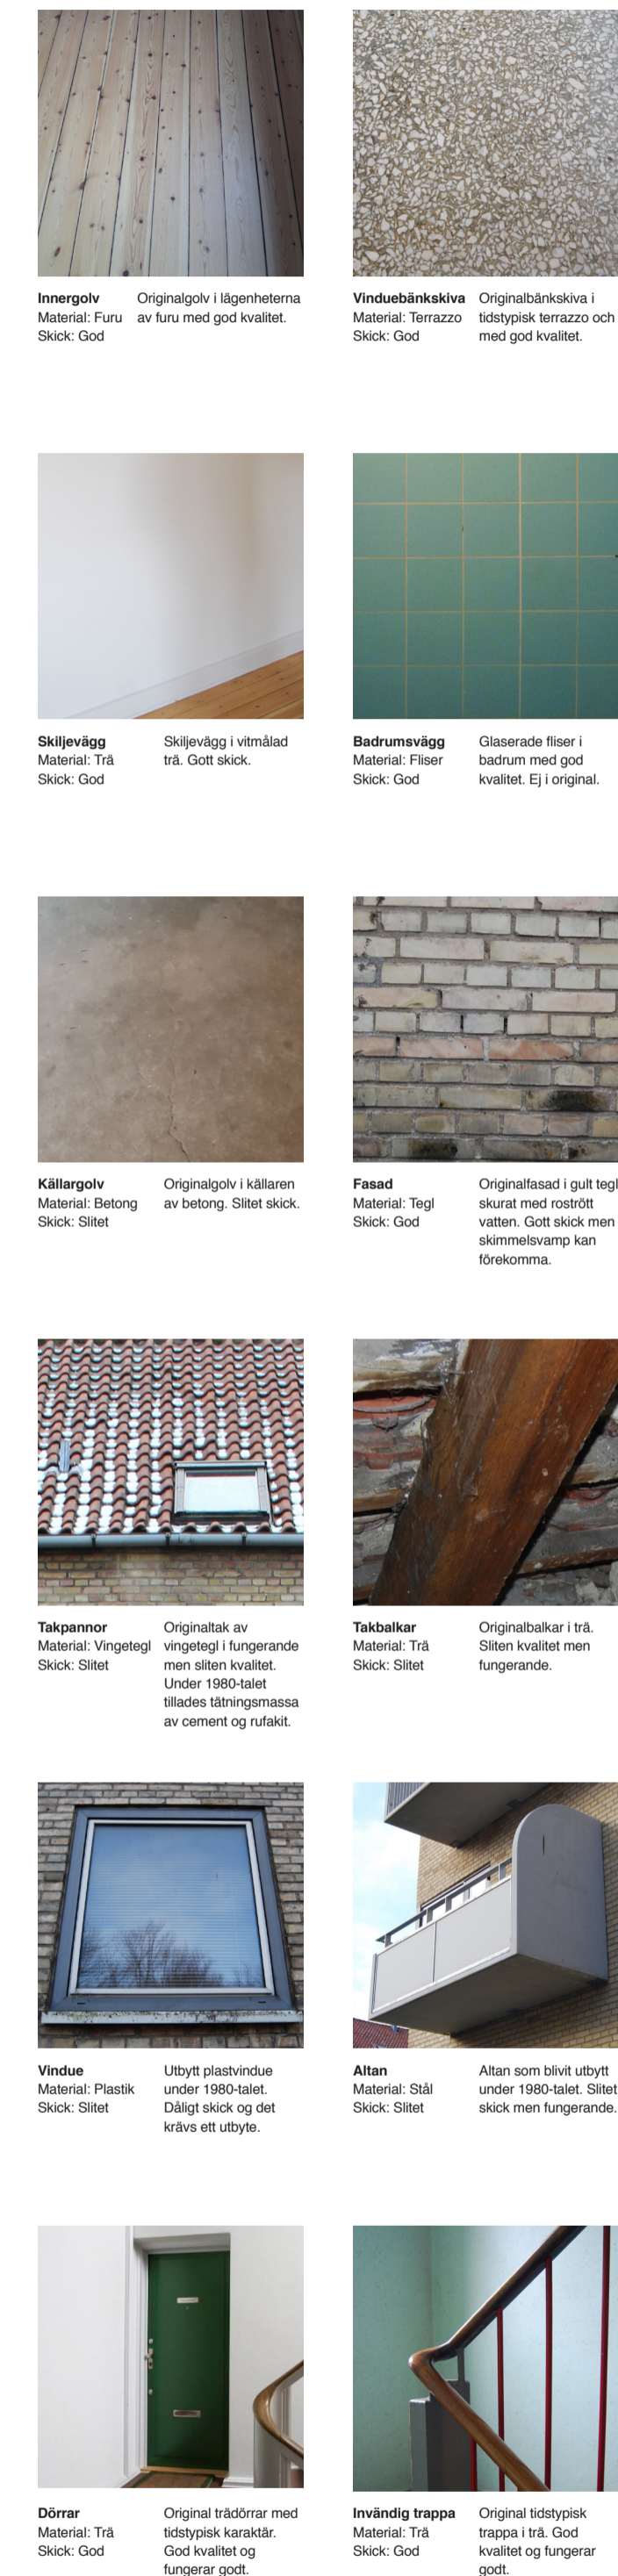 Innergolv
Material: Furu
Skick: God
Originalgolv i lägenheterna
av furu med god kvalitet.
Vinduebänkskiva
Material: Terrazzo
Skick: God
Originalbänkskiva i
tidstypisk terrazzo och
med god kvalitet.
Skiljevägg
Material: Trä
Skick: God
Skiljevägg i vitmålad
trä. Gott skick.
Badrumsvägg
Material: Fliser
Skick: God
Glaserade fliser i
badrum med god
kvalitet. Ej i original.
Källargolv
Material: Betong
Skick: Slitet
Originalgolv i källaren
av betong. Slitet skick.
Fasad
Material: Tegl
Skick: God
Originalfasad i gult tegl
skurat med rostrött
vatten. Gott skick men
skimmelsvamp kan
förekomma.
Takpannor
Material: Vingetegl
Skick: Slitet
Originaltak av
vingetegl i fungerande
men sliten kvalitet.
Under 1980-talet
tillades tätningsmassa
av cement og rufakit.
Takbalkar
Material: Trä
Skick: Slitet
Originalbalkar i trä.
Sliten kvalitet men
fungerande.
Vindue
Material: Plastik
Skick: Slitet
Utbytt plastvindue
under 1980-talet.
Dåligt skick og det
krävs ett utbyte.
Altan
Material: Stål
Skick: Slitet
Altan som blivit utbytt
under 1980-talet. Slitet
skick men fungerande.
Dörrar
Material: Trä
Skick: God
Original trädörrar med
tidstypisk karaktär.
God kvalitet og
fungerar godt.
Invändig trappa
Material: Trä
Skick: God
Original tidstypisk
trappa i trä. God
kvalitet og fungerar
godt.